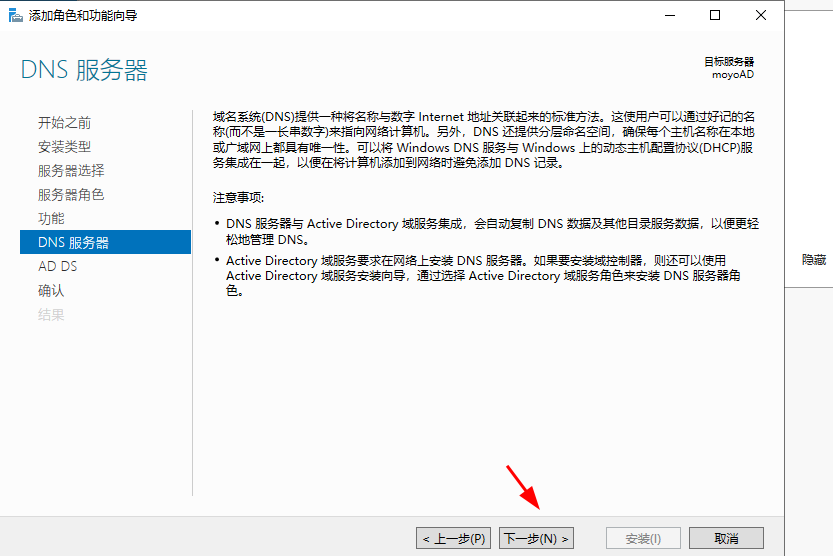 添加角色和功能向导
DNS 服务器
目标服务器
moyoAD
开始之前
安装类型
服务器选择
服务器角色
功能
DNS 服务器
AD DS
确认
结果
域名系统(DNS)提供一种将名称与数字 Internet 地址关联起来的标准方法。这使用户可以通过好记的名
称(而不是一长串数字)来指向网络计算机。另外，DNS 还提供分层命名空间，确保每个主机名称在本地
或广域网上都具有唯一性。可以将 Windows DNS 服务与 Windows 上的动态主机配置协议(DHCP)服
务集成在一起，以便在将计算机添加到网络时避免添加 DNS 记录。
注意事项:
• DNS 服务器与 Active Directory 域服务集成，会自动复制 DNS 数据及其他目录服务数据，以便更轻
松地管理 DNS。
• Active Directory 域服务要求在网络上安装 DNS 服务器。如果要安装域控制器，则还可以使用
Active Directory 域服务安装向导，通过选择 Active Directory 域服务角色来安装 DNS 服务器角
色。
隐藏
< 上一步(P)
下一步(N) >
安装(I)
取消